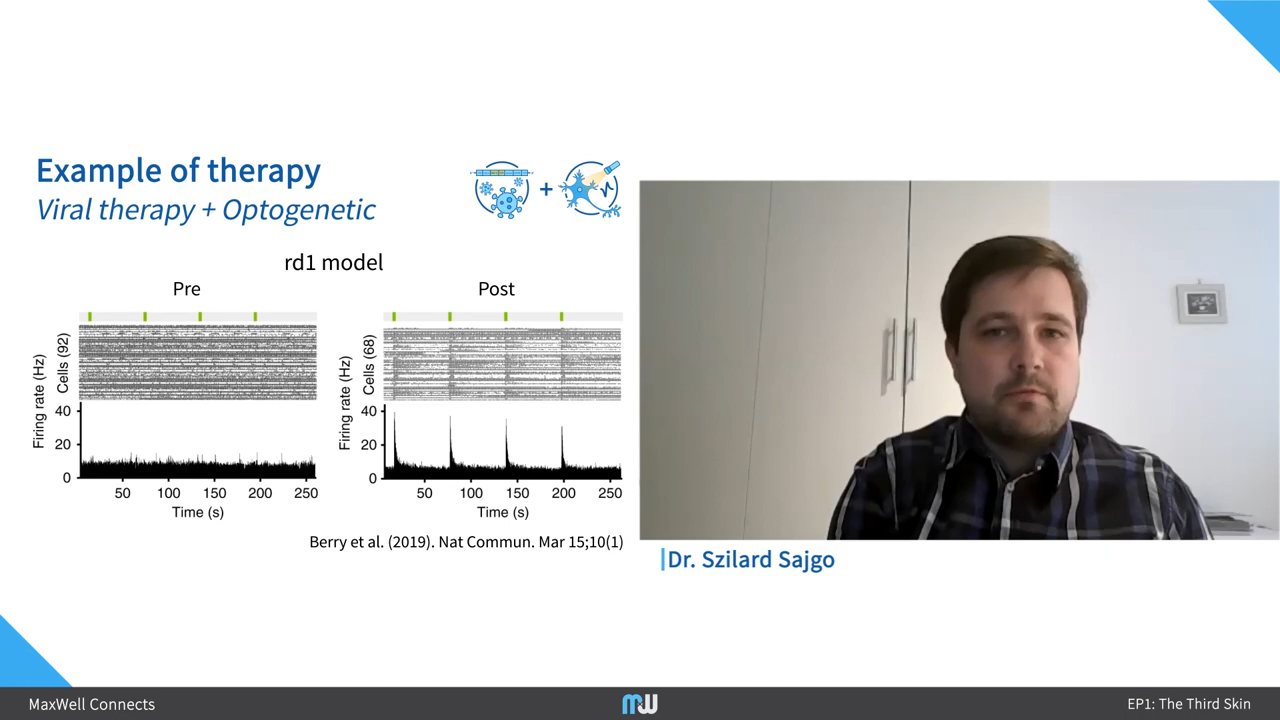 Example of therapy
Viral therapy + Optogenetic
+
rd1 model
Pre
Post
Firing rate (Hz)
Cells (92)
40
20
0
50 100 150 200 250
Time (s)
Firing rate (Hz)
Cells (68)
40
20
0
50 100 150 200 250
Time (s)
Berry et al. (2019). Nat Commun. Mar 15;10(1)
Dr. Szilard Sajgo
MaxWell Connects
MW
EP1: The Third Skin